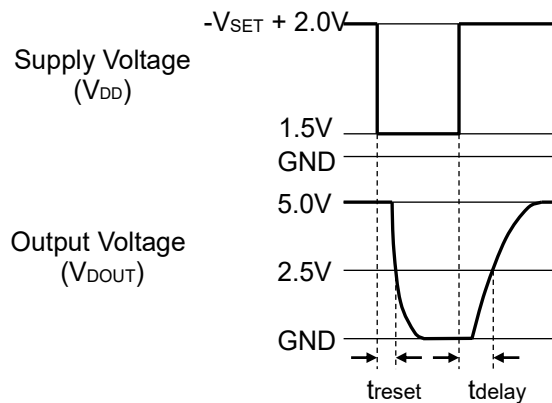 -VSET + 2.0V
Supply Voltage
(VDD)
1.5V
GND
5.0V
Output Voltage
(VDOUT)
2.5V
GND
treset
tdelay